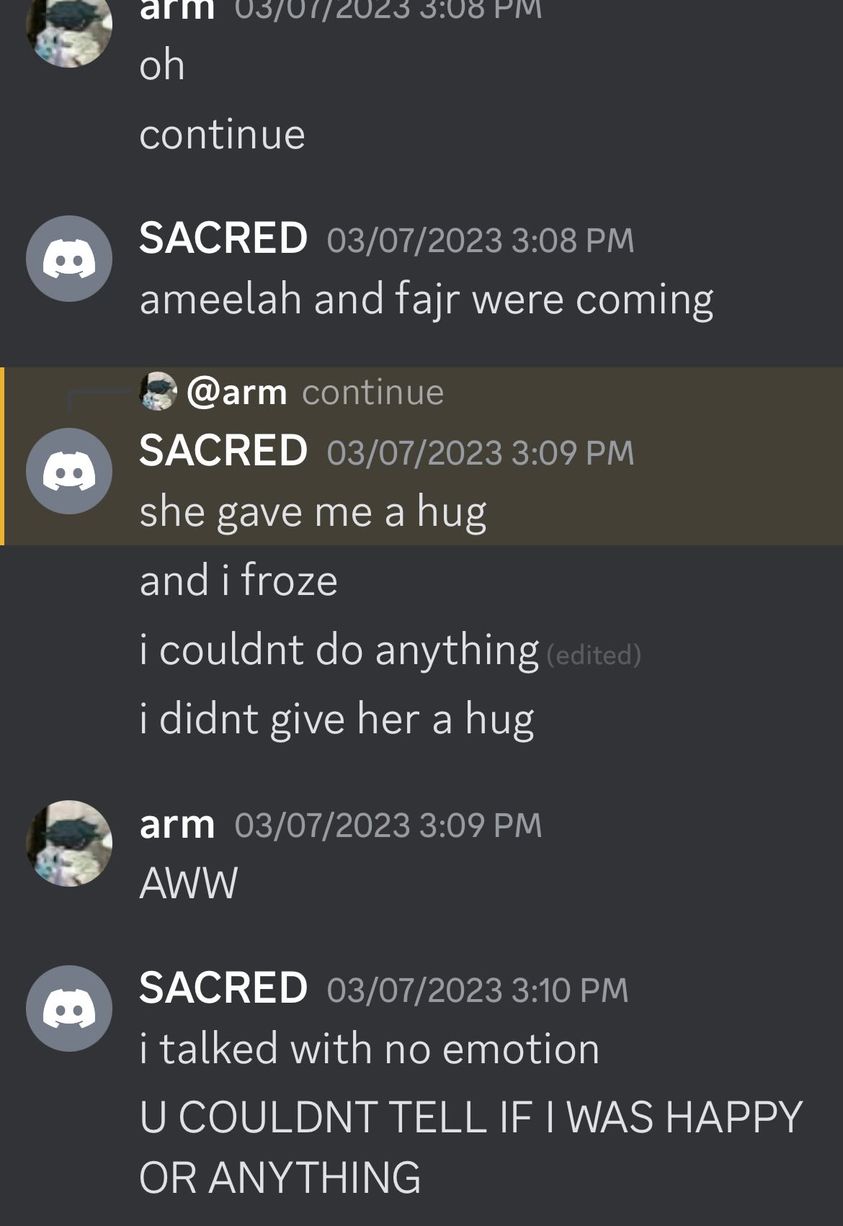 arm 03/07/2023 3:08 PM
oh
continue
SACRED 03/07/2023 3:08 PM
ameelah and fajr were coming
@arm continue
SACRED 03/07/2023 3:09 PM
she gave me a hug
and i froze
i couldnt do anything (edited)
i didnt give her a hug
arm 03/07/2023 3:09 PM
AWW
SACRED 03/07/2023 3:10 PM
i talked with no emotion
U COULDNT TELL IF I WAS HAPPY
OR ANYTHING